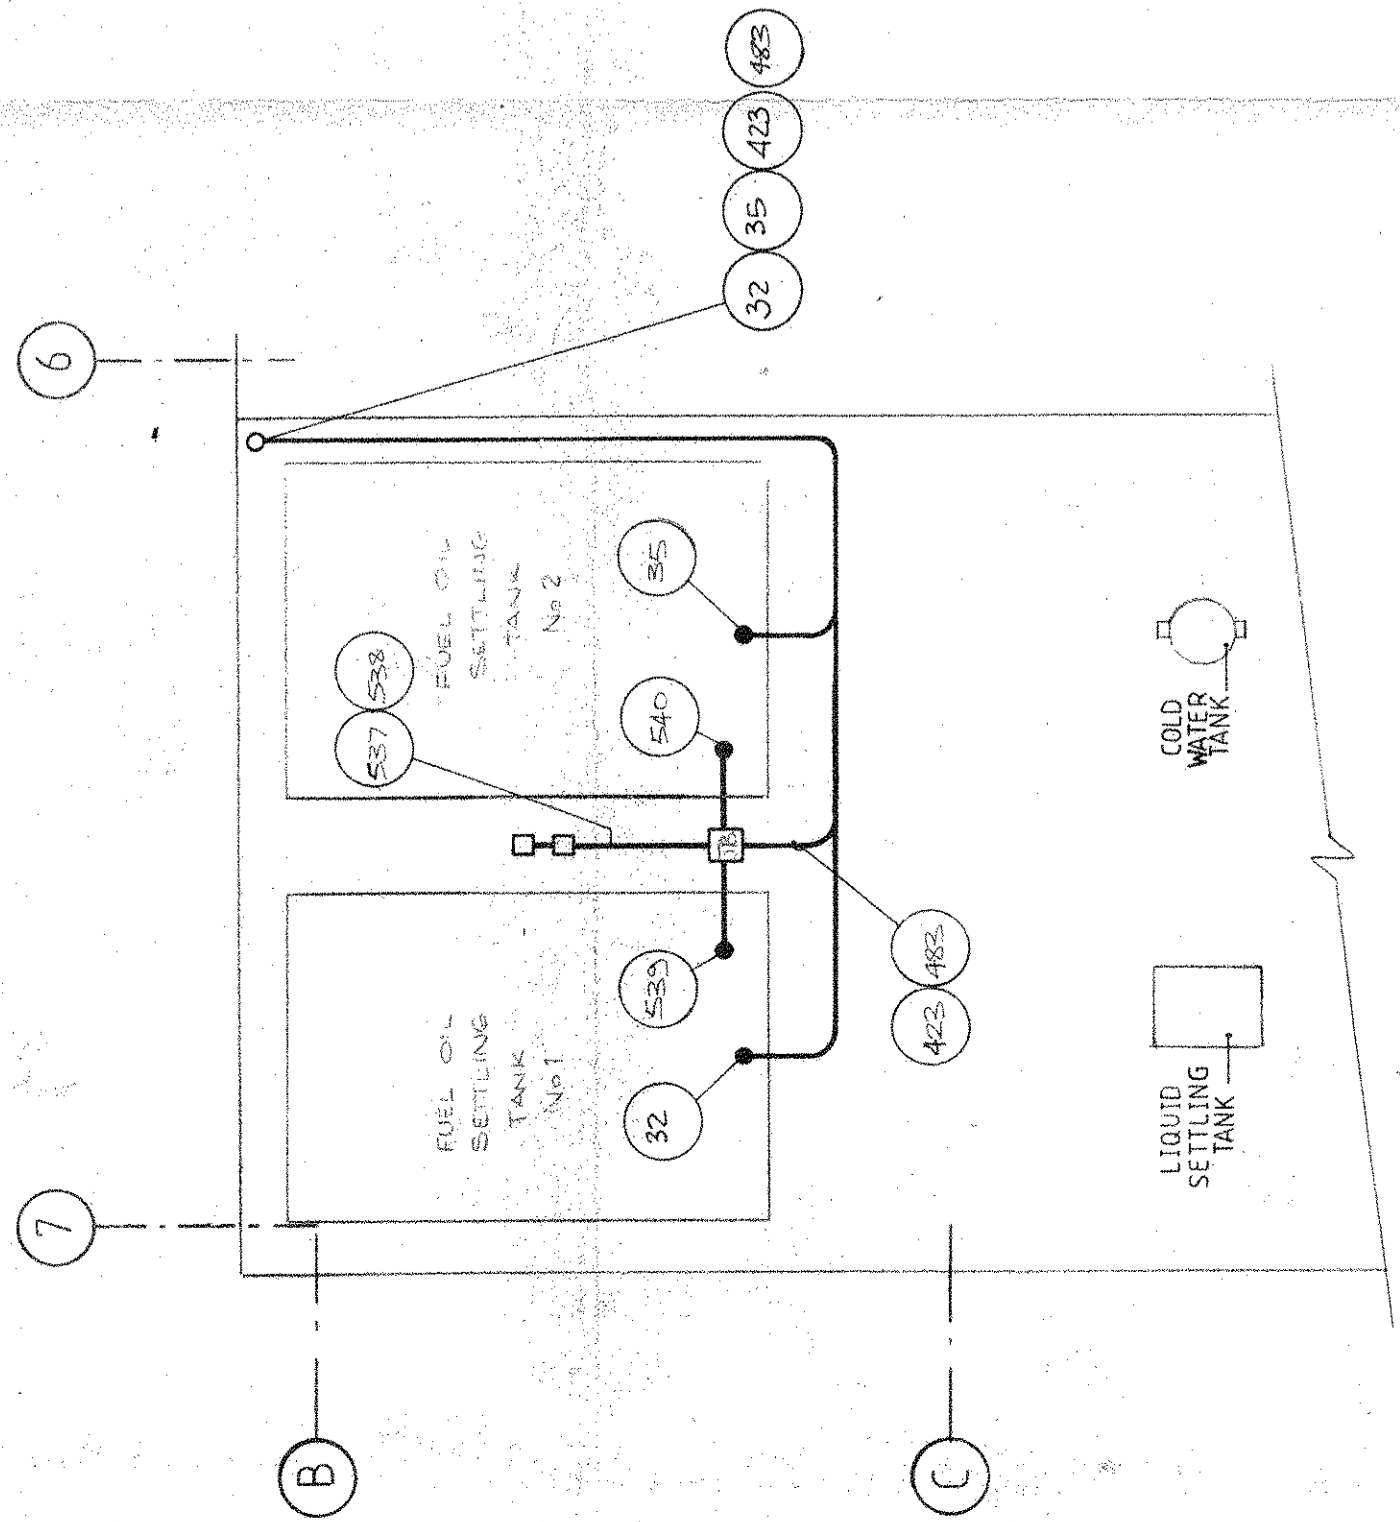 7
6
B
C
FUEL OIL
SETTLING
TANK
No 1
FUEL OIL
SETTLING
TANK
No 2
537 538
32
539
540
35
JB
423 483
32 35 423 483
LIQUID
SETTLING
TANK
COLD
WATER
TANK